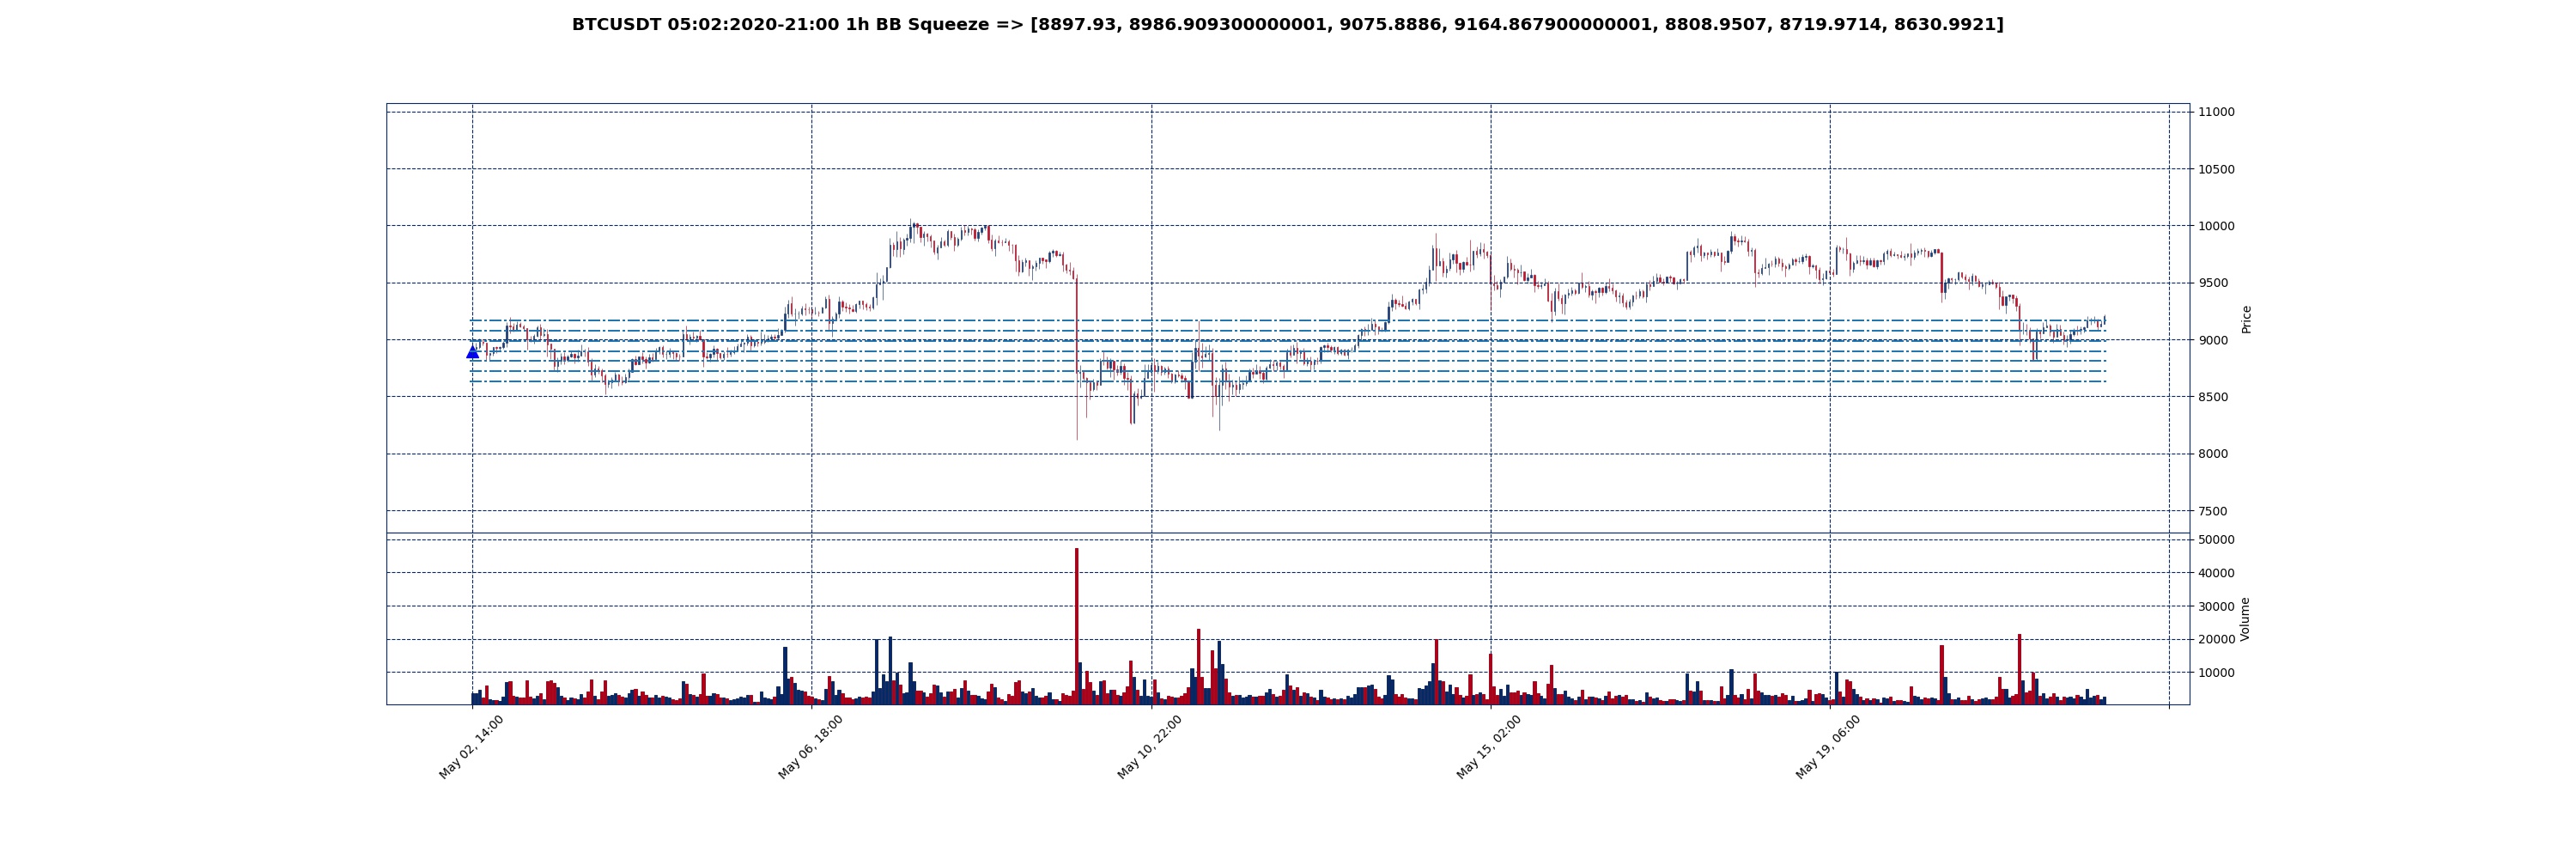 BTCUSDT 05:02:2020-21:00 1h BB Squeeze => [8897.93, 8986.909300000001, 9075.8886, 9164.867900000001, 8808.9507, 8719.9714, 8630.9921]
11000
10500
10000
9500
9000
8500
8000
7500
Price
50000
40000
30000
20000
10000
Volume
May 02, 14:00
May 06, 18:00
May 10, 22:00
May 15, 02:00
May 19, 06:00